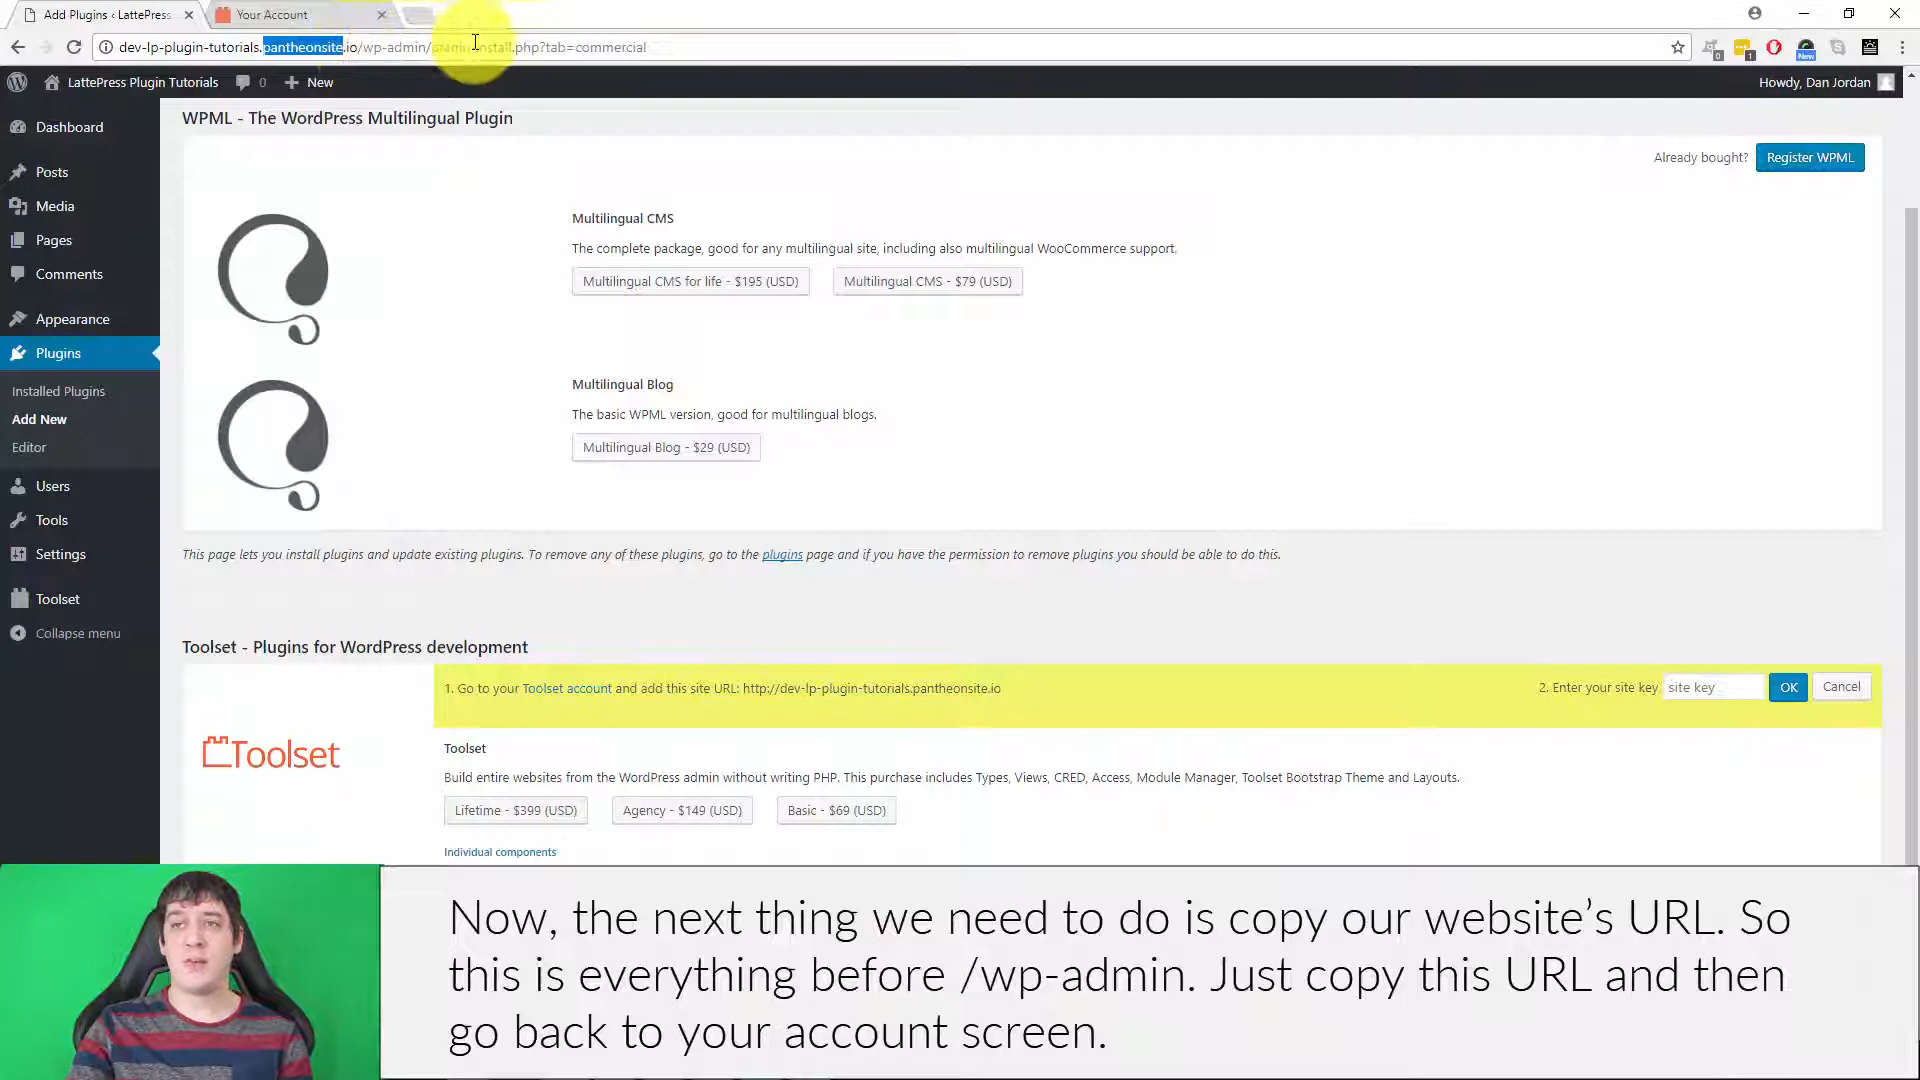 Add Plugins ‹ LattePress
Your Account
dev-lp-plugin-tutorials.pantheonsite.io/wp-admin/ install.php?tab=commercial
LattePress Plugin Tutorials
0
New
Howdy, Dan Jordan
Dashboard
Posts
Media
Pages
Comments
Appearance
Plugins
Installed Plugins
Add New
Editor
Users
Tools
Settings
Toolset
Collapse menu
WPML - The WordPress Multilingual Plugin
Already bought? Register WPML
Multilingual CMS
The complete package, good for any multilingual site, including also multilingual WooCommerce support.
Multilingual CMS for life - $195 (USD)
Multilingual CMS - $79 (USD)
Multilingual Blog
The basic WPML version, good for multilingual blogs.
Multilingual Blog - $29 (USD)
This page lets you install plugins and update existing plugins. To remove any of these plugins, go to the plugins page and if you have the permission to remove plugins you should be able to do this.
Toolset - Plugins for WordPress development
1. Go to your Toolset account and add this site URL: http://dev-lp-plugin-tutorials.pantheonsite.io
2. Enter your site key site key... OK Cancel
Toolset
Toolset
Build entire websites from the WordPress admin without writing PHP. This purchase includes Types, Views, CRED, Access, Module Manager, Toolset Bootstrap Theme and Layouts.
Lifetime - $399 (USD)
Agency - $149 (USD)
Basic - $69 (USD)
Individual components
Now, the next thing we need to do is copy our website’s URL. So
this is everything before /wp-admin. Just copy this URL and then
go back to your account screen.